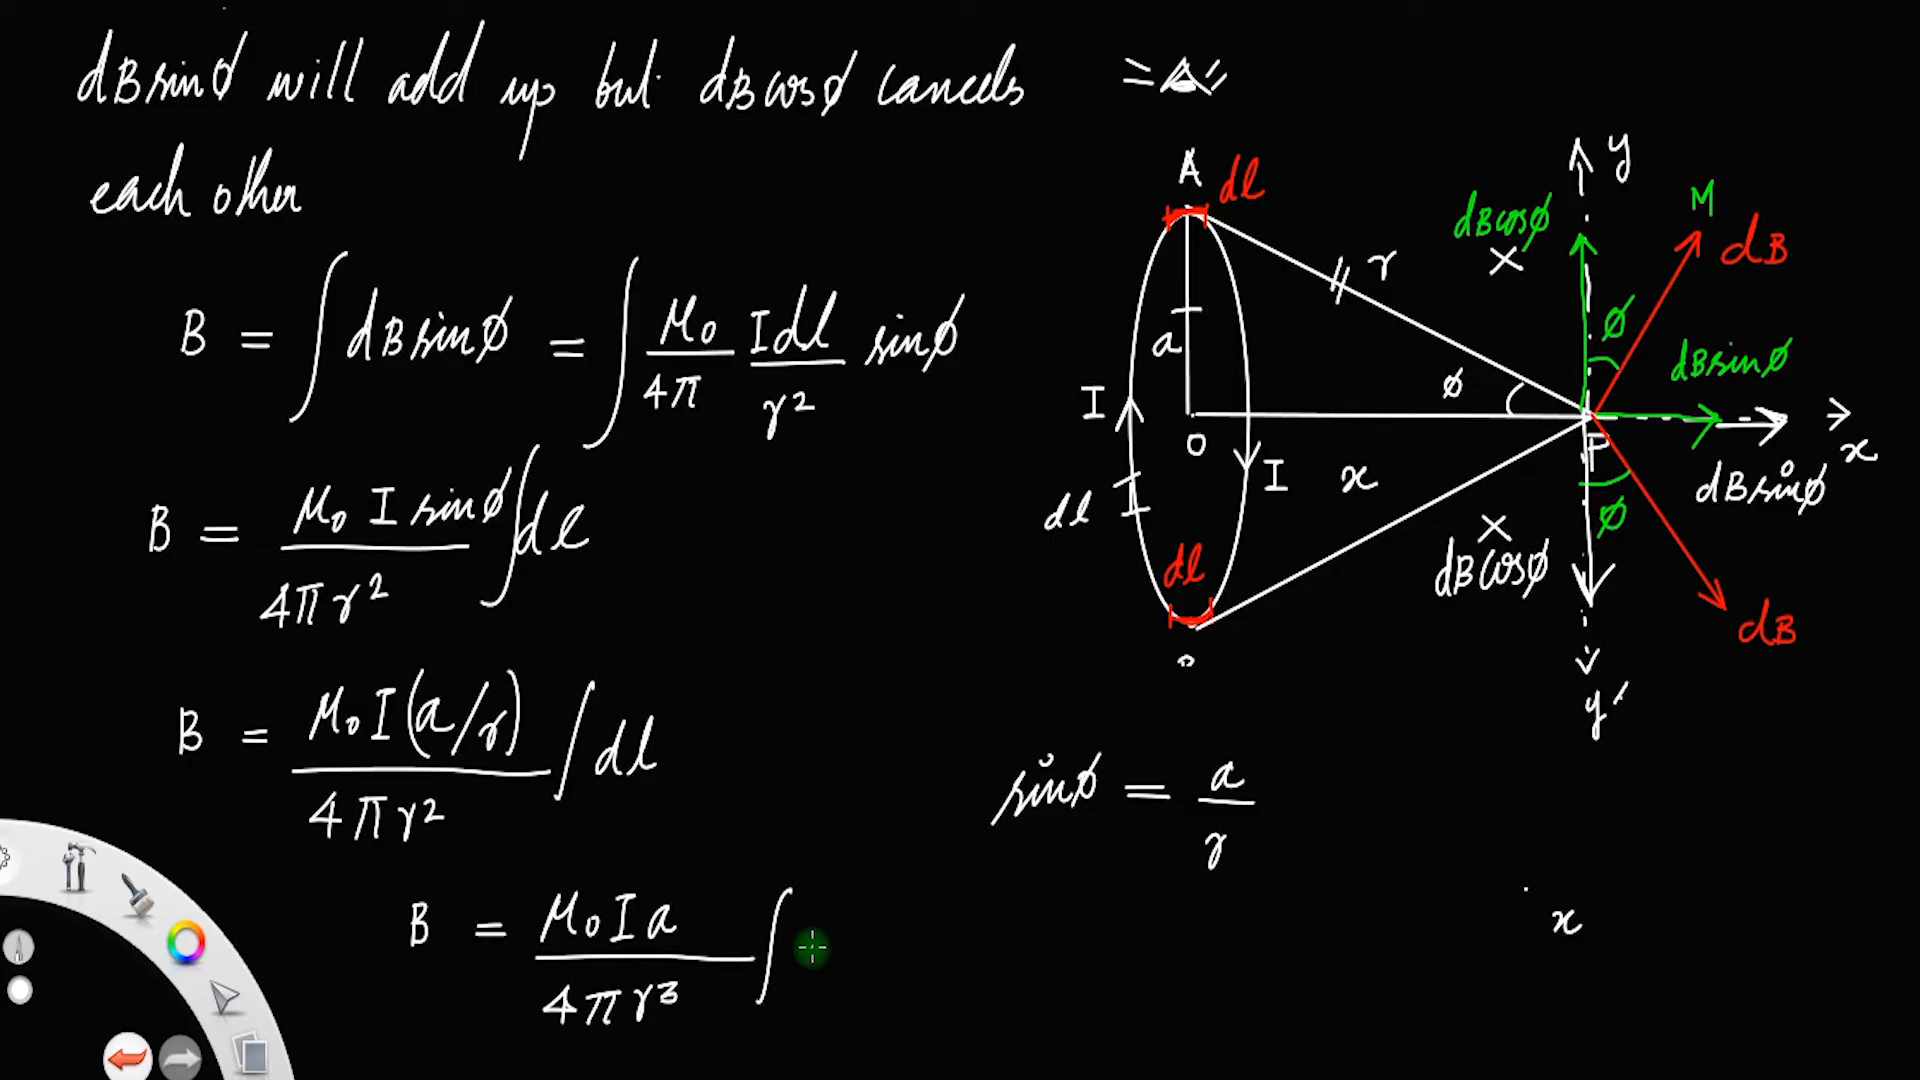 dB sinϕ will add up but dB cosϕ cancels
each other
B = ∫ dB sinϕ = ∫ μ₀/4π Idl/r² sinϕ
B = μ₀ I sinϕ/4πr² ∫ dl
B = μ₀ I (a/r)/4πr² ∫ dl
B = μ₀ I a/4πr³ ∫
A
dl
r
a
I
O
I
x
dl
dl
ϕ
P
y
M
dB cosϕ
×
dB
ϕ
dB sinϕ
x
dB sinϕ
ϕ
×
dB cosϕ
dB
y'
sinϕ = a/r
x